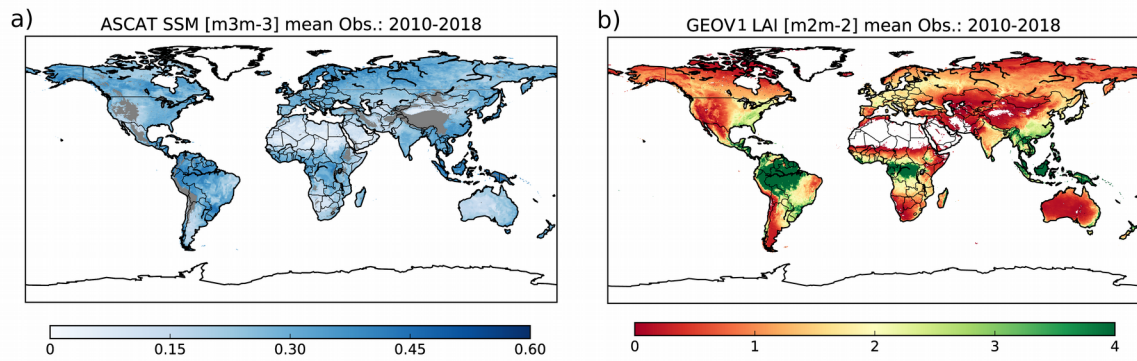 a)
ASCAT SSM [m3m-3] mean Obs.: 2010-2018
0 0.15 0.30 0.45 0.60
b)
GEOV1 LAI [m2m-2] mean Obs.: 2010-2018
0 1 2 3 4